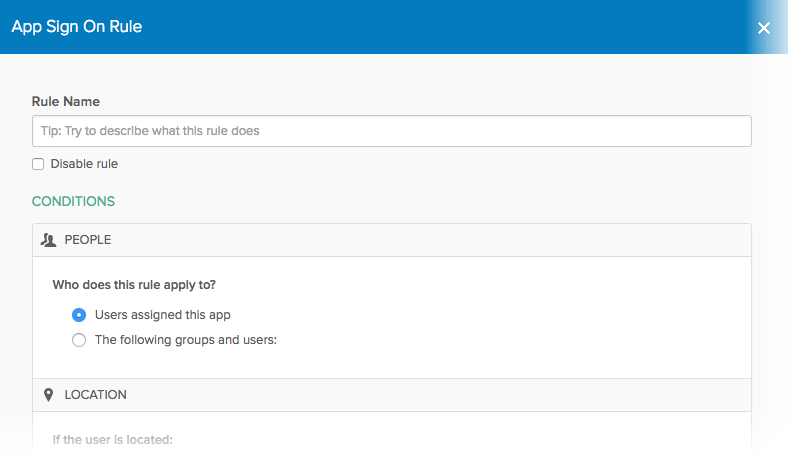 App Sign On Rule
Rule Name
Tip: Try to describe what this rule does
Disable rule
CONDITIONS
PEOPLE
Who does this rule apply to?
Users assigned this app
The following groups and users:
LOCATION
If the user is located: